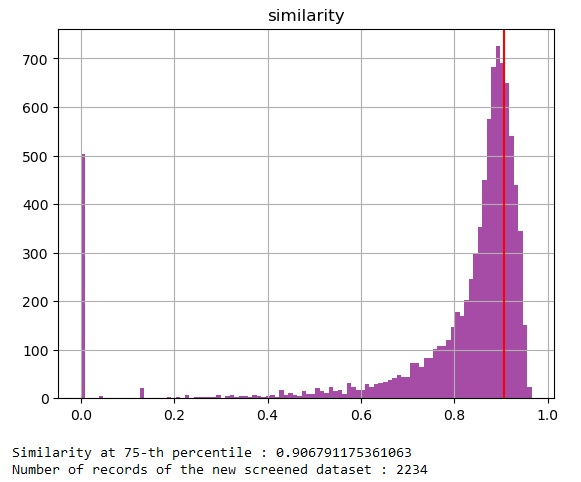 similarity
700
600
500
400
300
200
100
0
0.0 0.2 0.4 0.6 0.8 1.0
Similarity at 75-th percentile : 0.906791175361063
Number of records of the new screened dataset : 2234